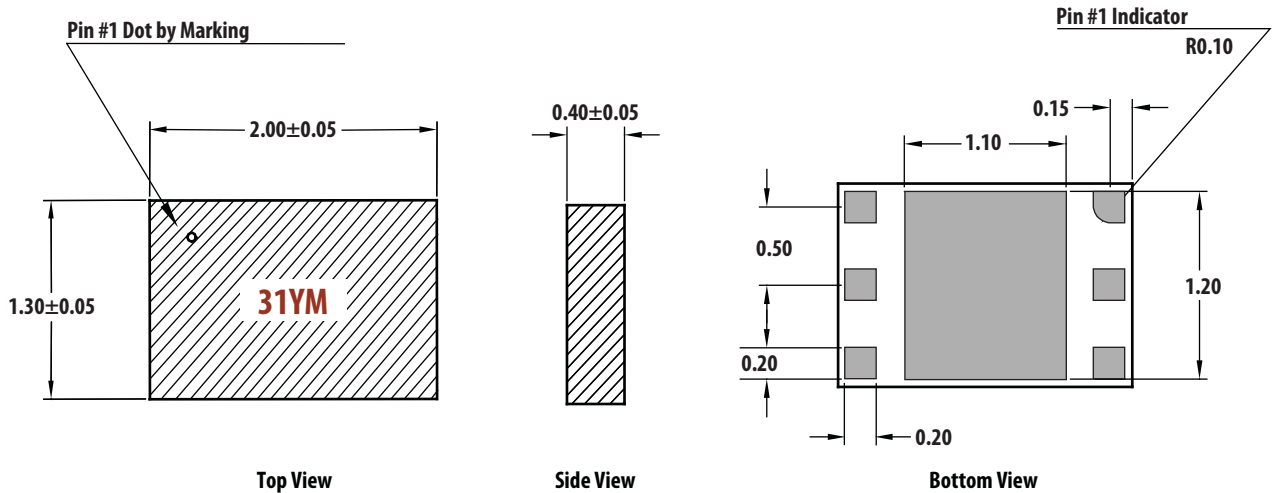 Pin #1 Dot by Marking
2.00±0.05
1.30±0.05
31YM
Top View
0.40±0.05
Side View
Pin #1 Indicator
R0.10
0.15
1.10
0.50
1.20
0.20
0.20
Bottom View